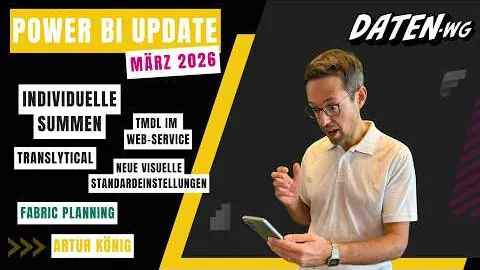 POWER BI UPDATE
MÄRZ 2026
DATEN-WG
INDIVIDUELLE
SUMMEN
TMDL IM
WEB-SERVICE
TRANSLYTICAL
NEUE VISUELLE
STANDARDEINSTELLUNGEN
FABRIC PLANNING
>>> ARTUR KÖNIG